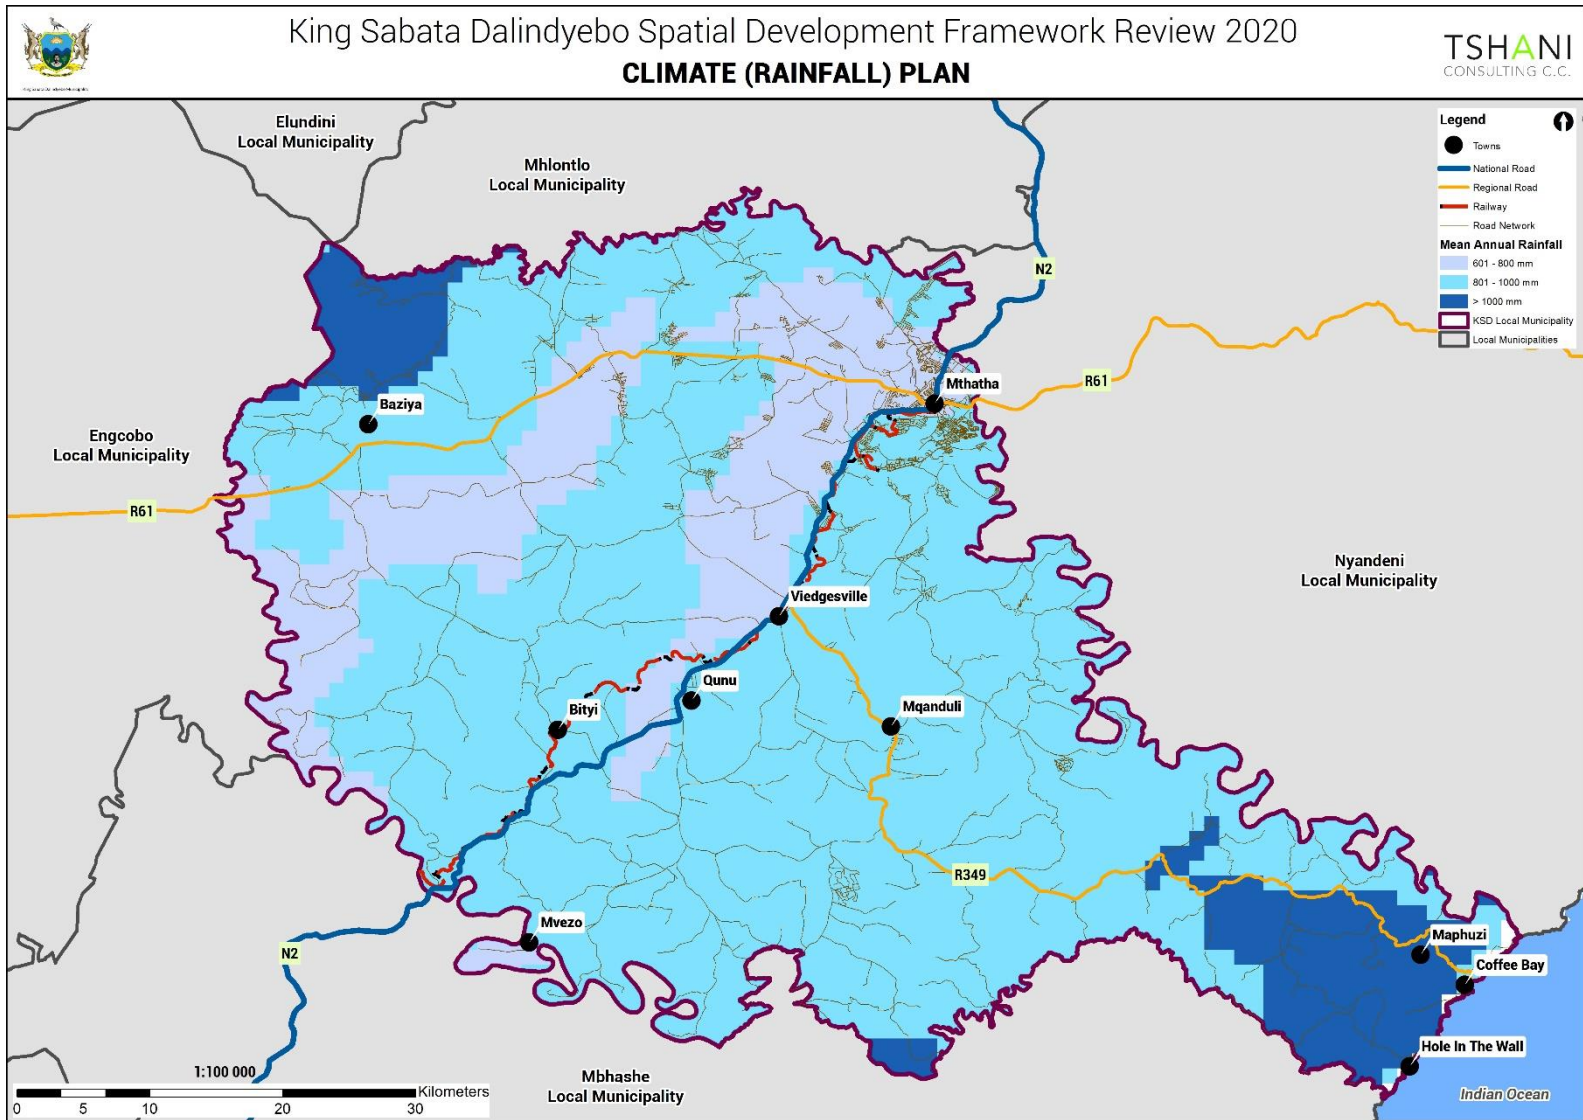 King Sabata Dalindyebo Spatial Development Framework Review 2020
CLIMATE (RAINFALL) PLAN
King Sabata Dalindyebo Municipality
TSHANI
CONSULTING C.C.
Legend
Towns
National Road
Regional Road
Railway
Road Network
Mean Annual Rainfall
601 - 800 mm
801 - 1000 mm
> 1000 mm
KSD Local Municipality
Local Municipalities
Elundini
Local Municipality
Mhlontlo
Local Municipality
N2
R61
Mthatha
Baziya
Engcobo
Local Municipality
R61
Nyandeni
Local Municipality
Viedgesville
Qunu
Bityi
Mqanduli
R349
Mvezo
N2
Maphuzi
Coffee Bay
Hole In The Wall
Mbhashe
Local Municipality
Indian Ocean
1:100 000
Kilometers
0 5 10 20 30